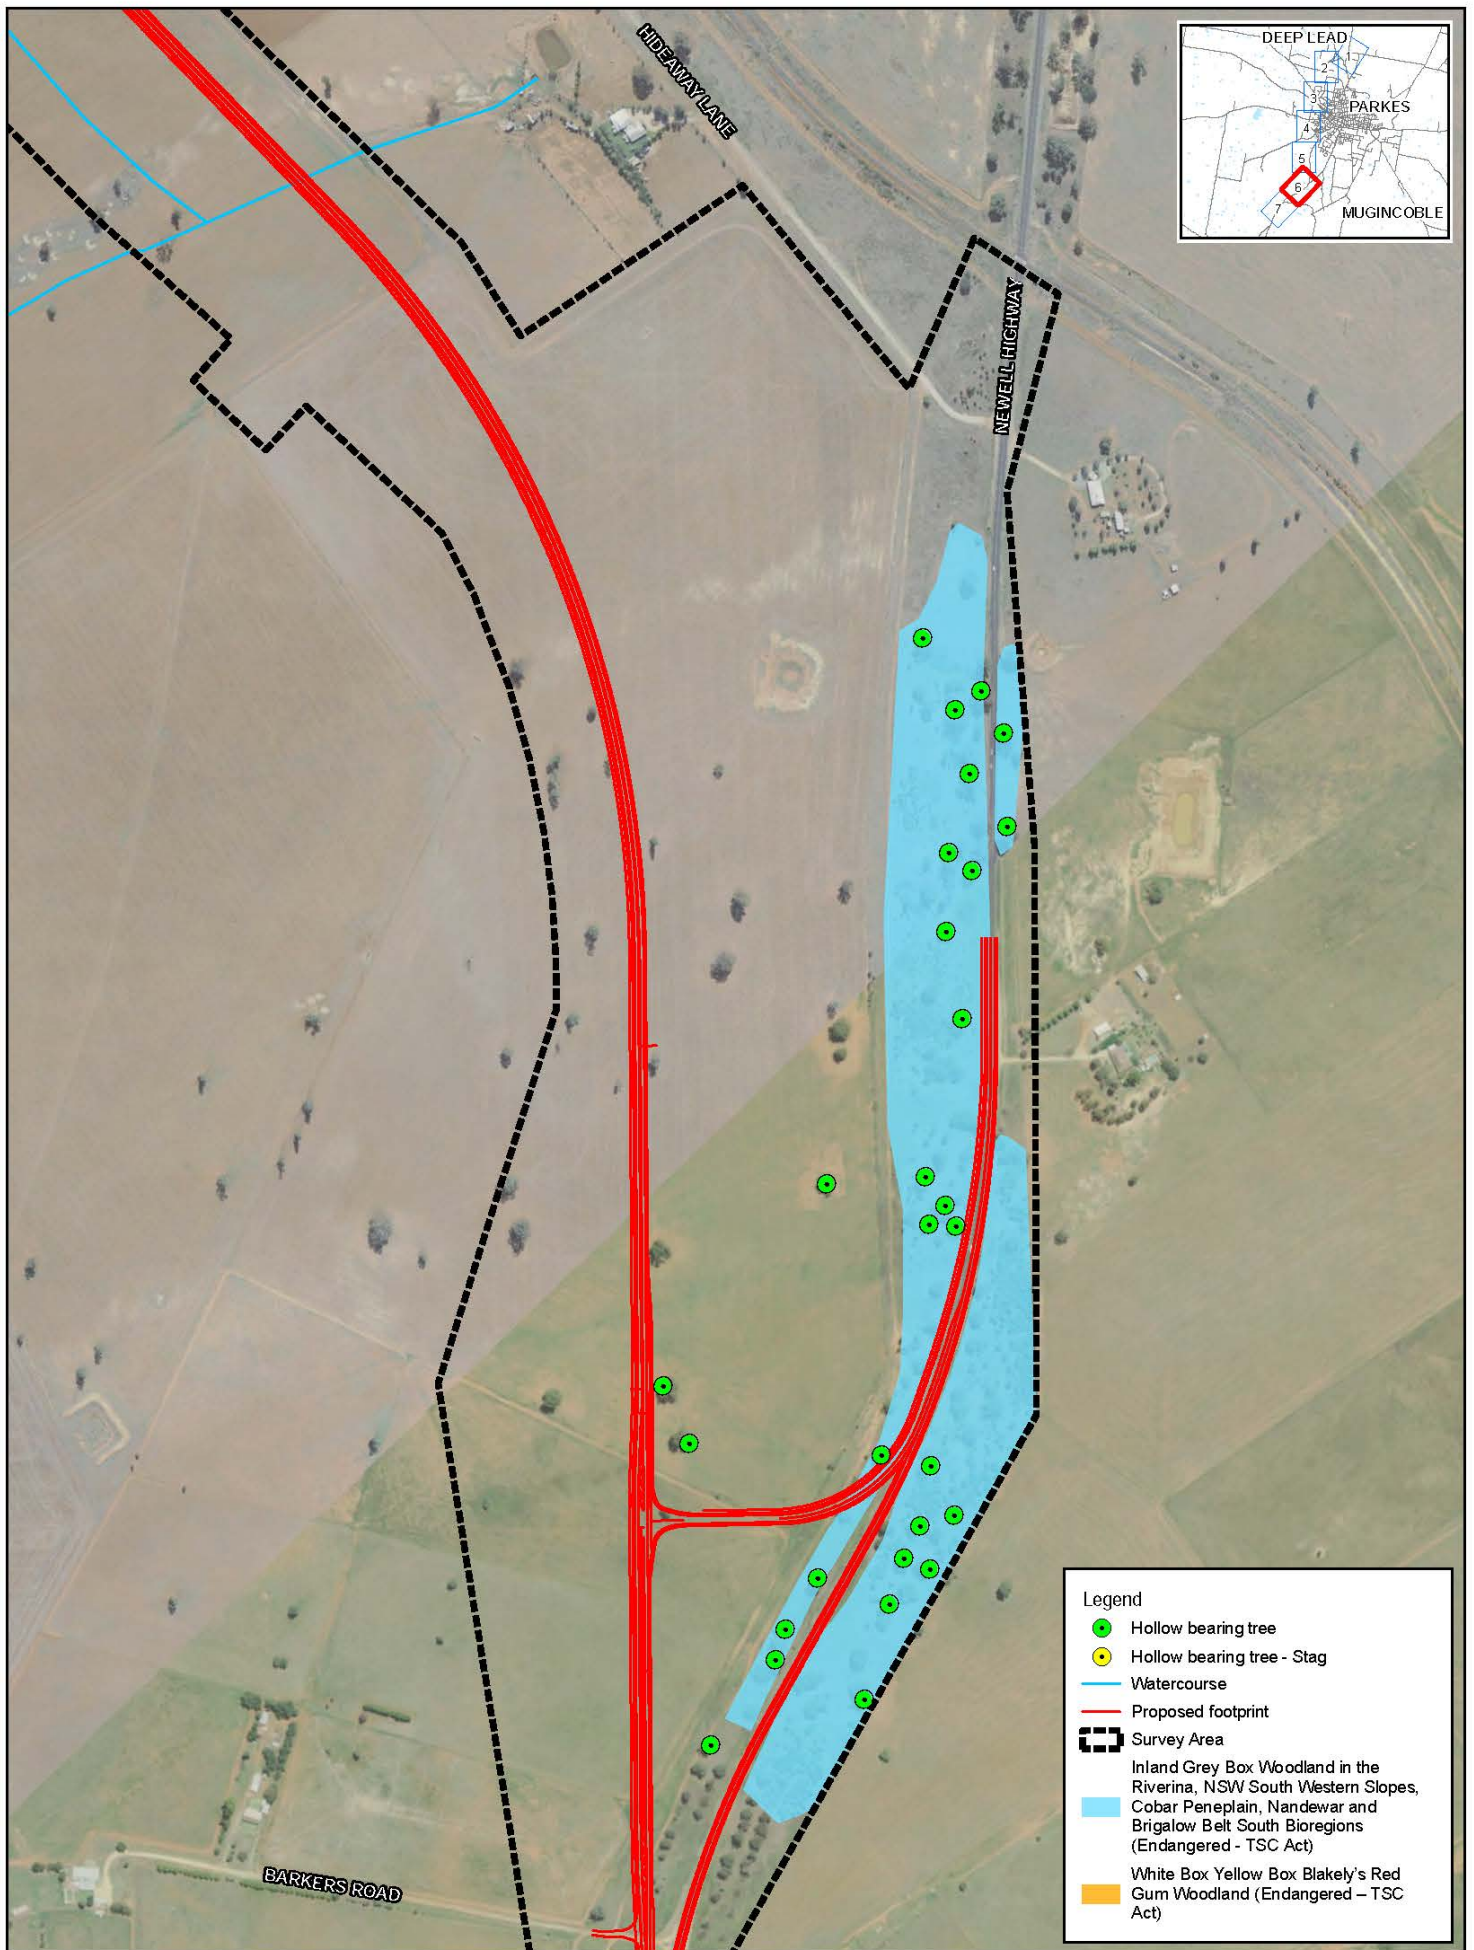 HIDEAWAY LANE
DEEP LEAD
1
2
3
PARKES
4
5
6
7
MUGINCOBLE
NEWELL HIGHWAY
BARKERS ROAD
Legend
Hollow bearing tree
Hollow bearing tree - Stag
Watercourse
Proposed footprint
Survey Area
Inland Grey Box Woodland in the
Riverina, NSW South Western Slopes,
Cobar Peneplain, Nandewar and
Brigalow Belt South Bioregions
(Endangered - TSC Act)
White Box Yellow Box Blakely's Red
Gum Woodland (Endangered – TSC
Act)